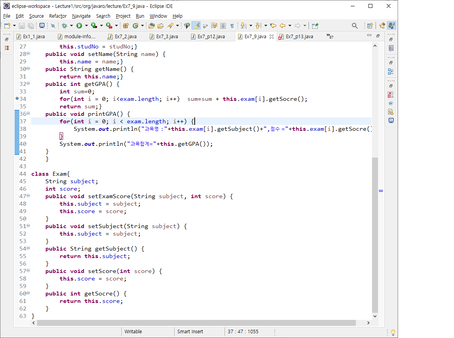 eclipse-workspace - Lecture1/src/org/javaro/lecture/Ex7_9.java - Eclipse IDE
File Edit Source Refactor Navigate Search Project Run Window Help
Ex1_1.java module-info... Ex7_2.java Ex7_3.java Ex7_p12.java Ex7_9.java Ex7_p13.java
27 this.studNo = studNo;}
28 public void setName(String name) {
29 this.name = name;}
30 public String getName() {
31 return this.name;}
32 public int getGPA() {
33 int sum=0;
34 for(int i = 0; i<exam.length; i++) sum=sum + this.exam[i].getSocre();
35 return sum;}
36 public void printGPA() {
37 for(int i = 0; i < exam.length; i++) {
38 System.out.println("과목명 :"+this.exam[i].getSubject()+",점수 ="+this.exam[i].getSocre()
39 }
40 System.out.println("과목합계="+this.getGPA());
41 }
42 }
43
44 class Exam{
45 String subject;
46 int score;
47 public void setExamScore(String subject, int score) {
48 this.subject = subject;
49 this.score = score;
50 }
51 public void setSubject(String subject) {
52 this.subject = subject;
53 }
54 public String getSubject() {
55 return this.subject;
56 }
57 public void setScore(int score) {
58 this.score = score;
59 }
60 public int getSocre() {
61 return this.score;
62 }
63 }
Writable Smart Insert 37 : 47 : 1055